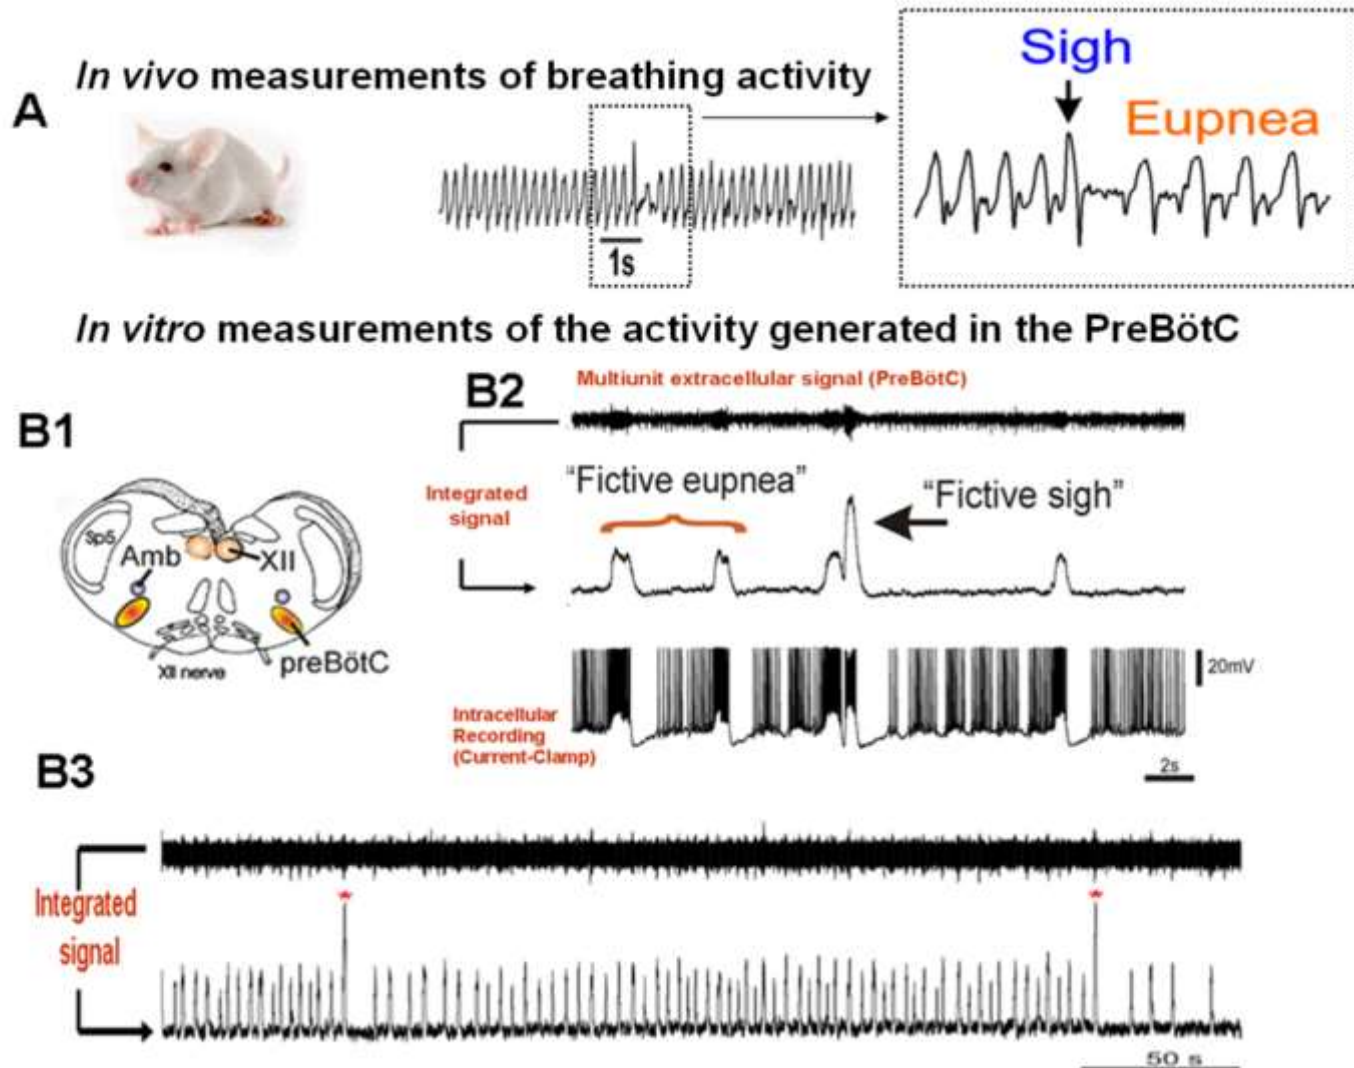 A
In vivo measurements of breathing activity
1s
Sigh
Eupnea
In vitro measurements of the activity generated in the PreBötC
B1
Sp5
Amb
XII
XII nerve
preBötC
B2
Multiunit extracellular signal (PreBötC)
Integrated
signal
"Fictive eupnea"
"Fictive sigh"
Intracellular
Recording
(Current-Clamp)
20mV
2s
B3
Integrated
signal
*
*
50 s